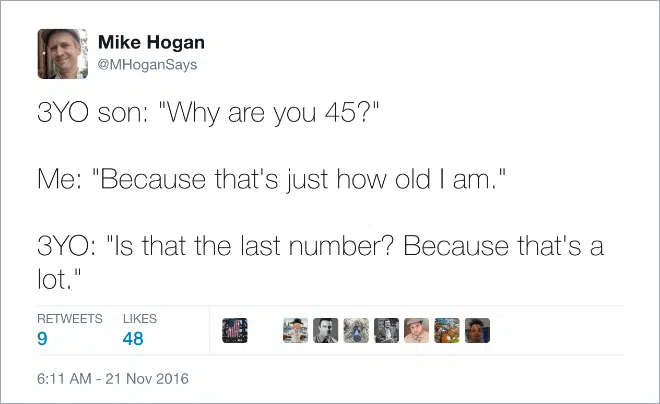 Mike Hogan
@MHoganSays
3YO son: "Why are you 45?"
Me: "Because that's just how old I am."
3YO: "Is that the last number? Because that's a
lot."
RETWEETS LIKES
9 48
6:11 AM - 21 Nov 2016